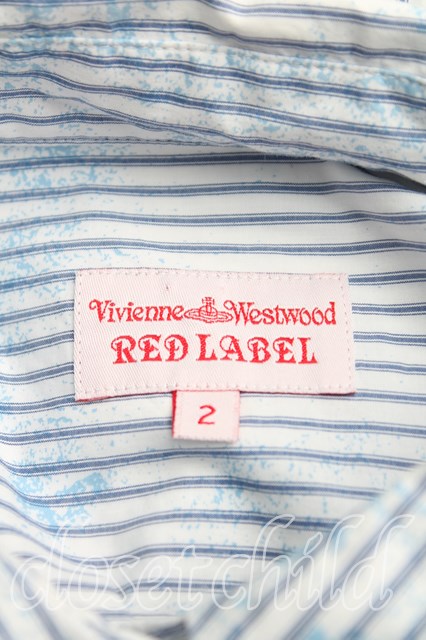 Vivienne Westwood
RED LABEL
2
closetchild